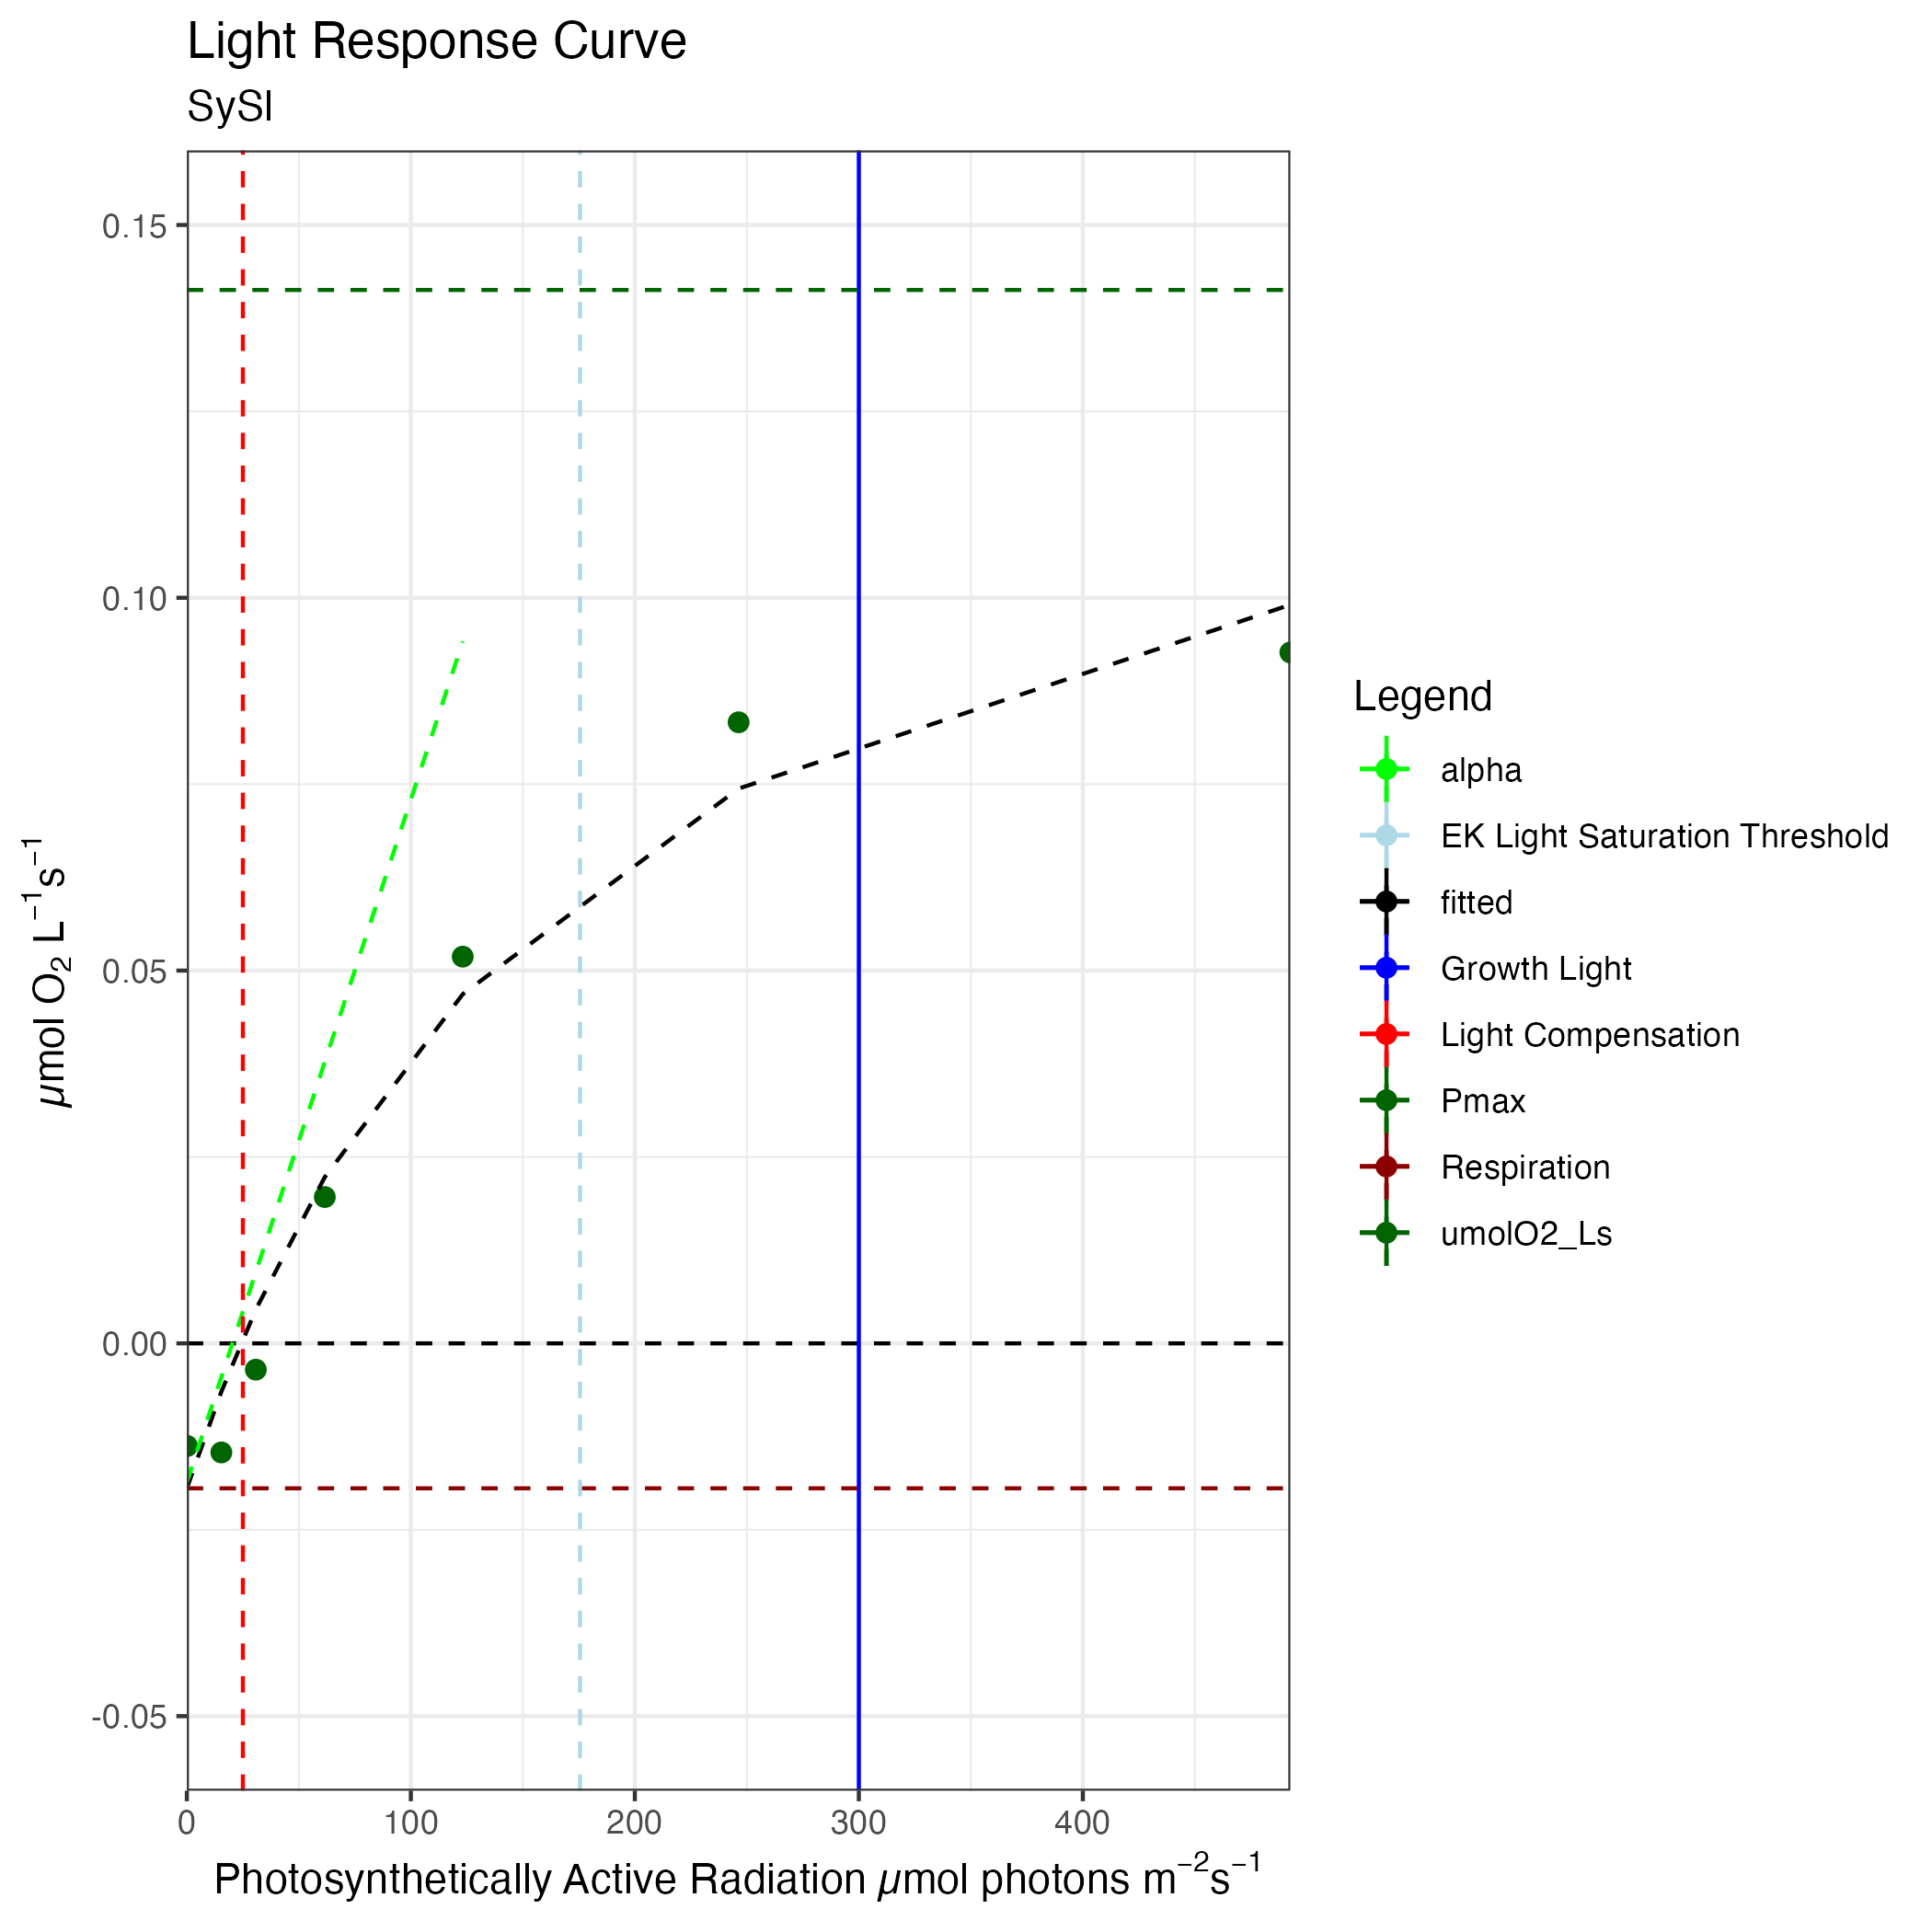 Light Response Curve
SySl
0.15
0.10
0.05
0.00
-0.05
µmol O₂ L⁻¹s⁻¹
0 100 200 300 400
Photosynthetically Active Radiation µmol photons m⁻²s⁻¹
Legend
alpha
EK Light Saturation Threshold
fitted
Growth Light
Light Compensation
Pmax
Respiration
umolO2_Ls